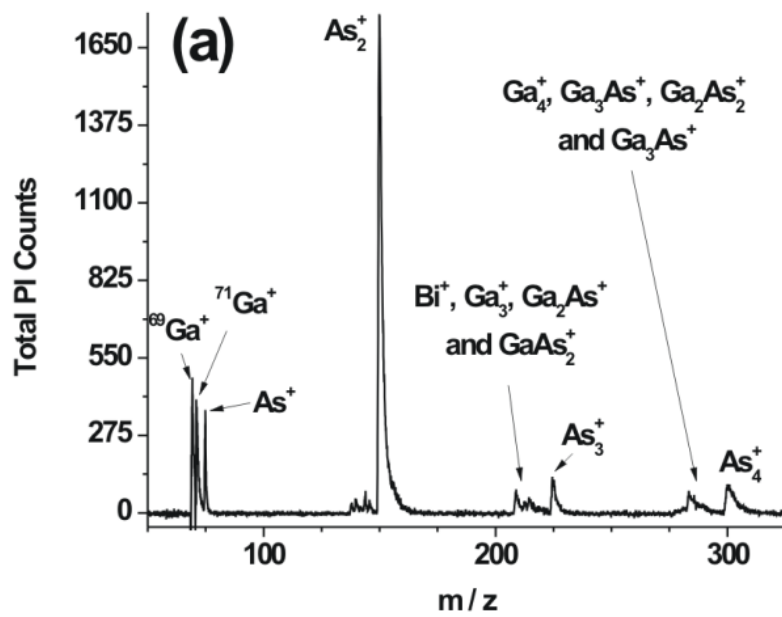 (a)
As₂⁺
Ga₄⁺, Ga₃As⁺, Ga₂As₂⁺
and Ga₃As⁺
Bi⁺, Ga₃⁺, Ga₂As⁺
and GaAs₂⁺
⁶⁹Ga⁺
⁷¹Ga⁺
As⁺
As₃⁺
As₄⁺
Total PI Counts
1650
1375
1100
825
550
275
0
100
200
300
m / z